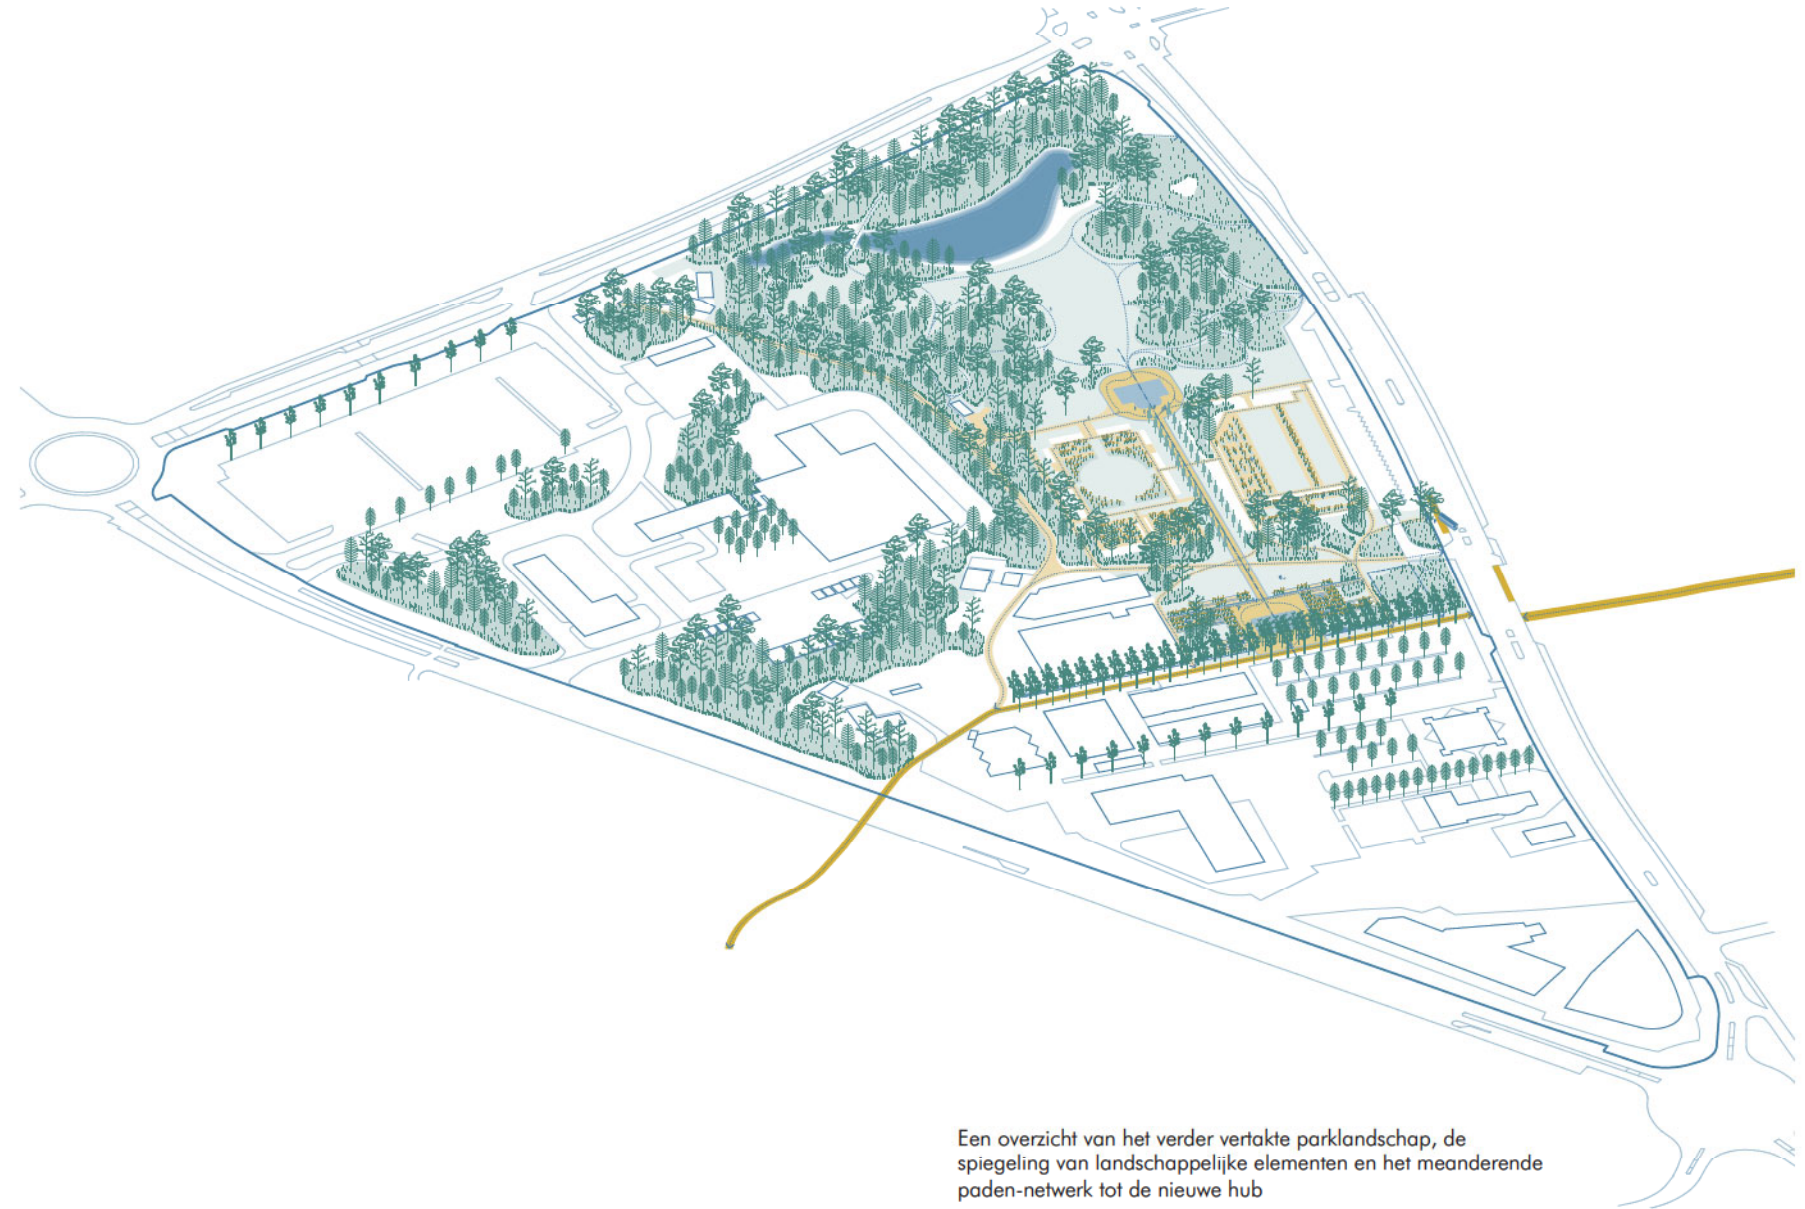 Een overzicht van het verder vertakte parklandschap, de
spiegeling van landschappelijke elementen en het meanderende
paden-netwerk tot de nieuwe hub